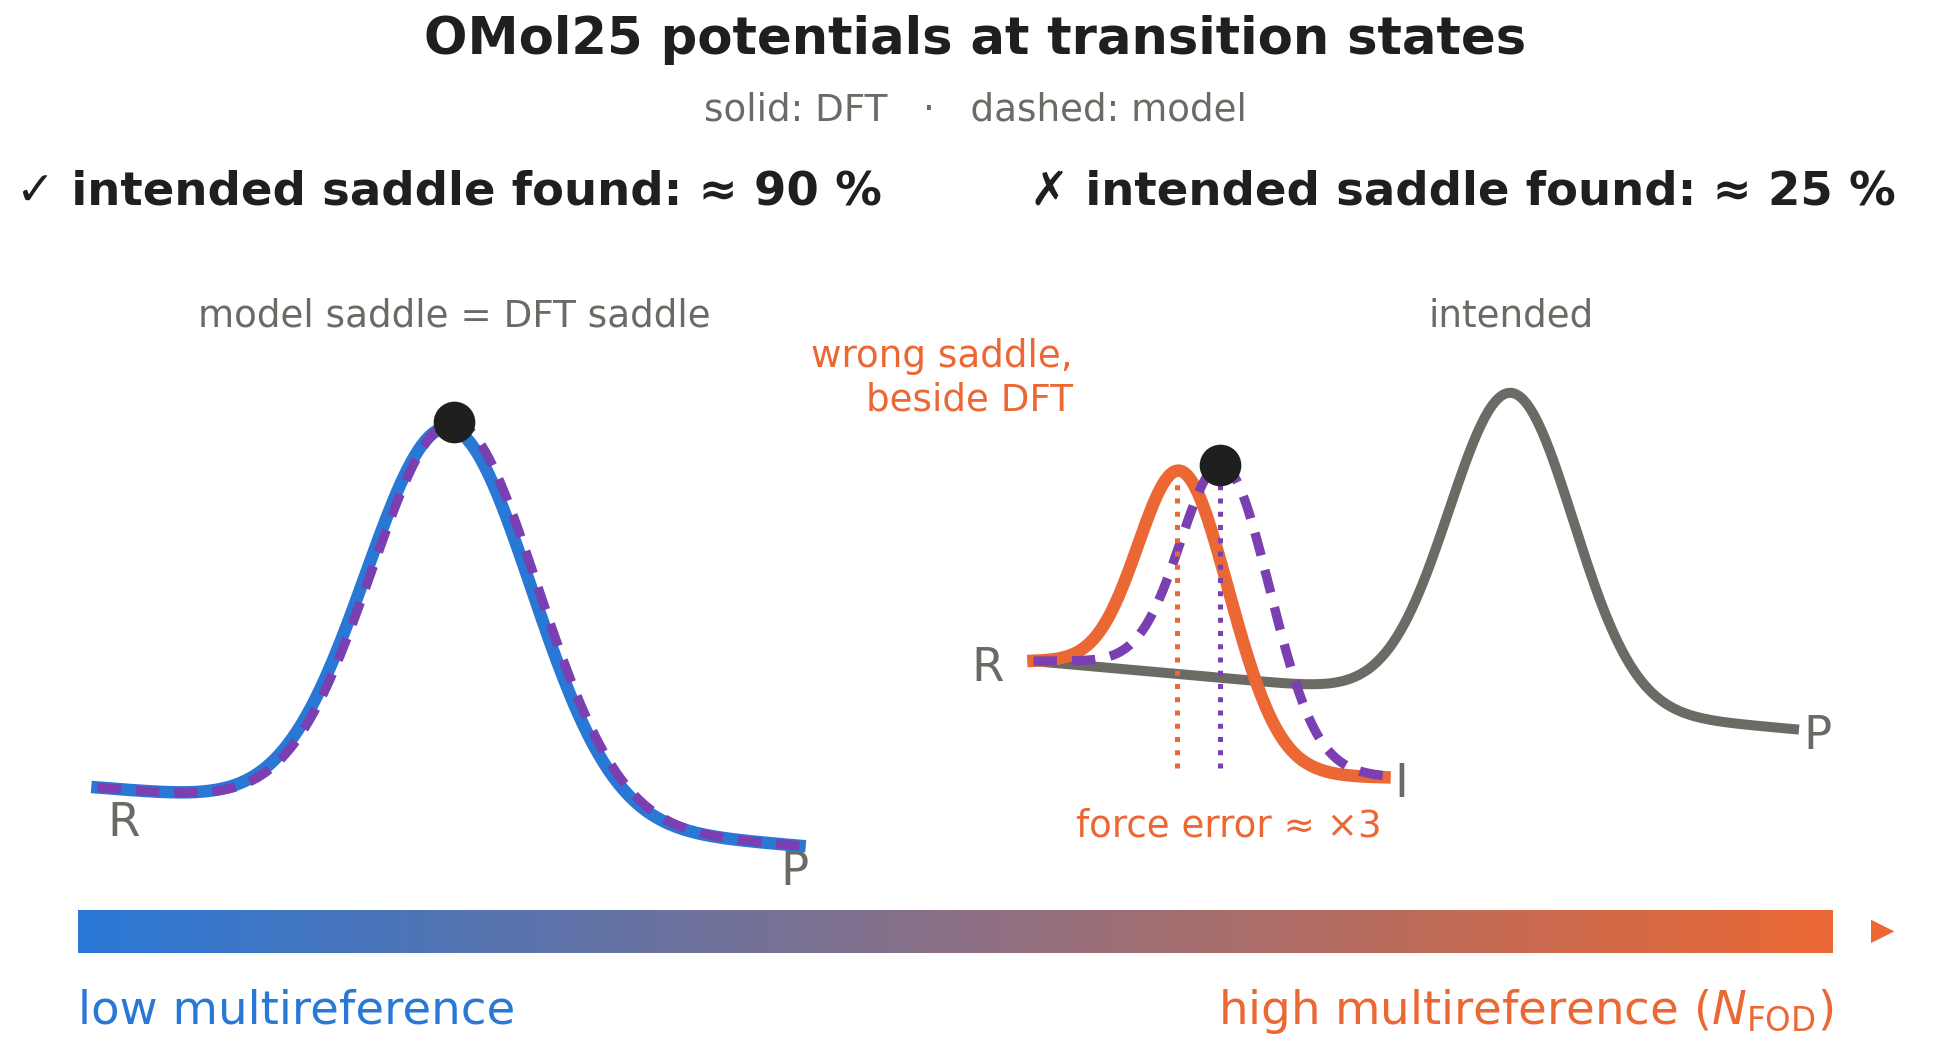 OMol25 potentials at transition states
solid: DFT · dashed: model
✓ intended saddle found: ≈ 90 %
✗ intended saddle found: ≈ 25 %
model saddle = DFT saddle
intended
wrong saddle,
beside DFT
R
P
R
P
I
force error ≈ ×3
low multireference
high multireference (N_FOD)